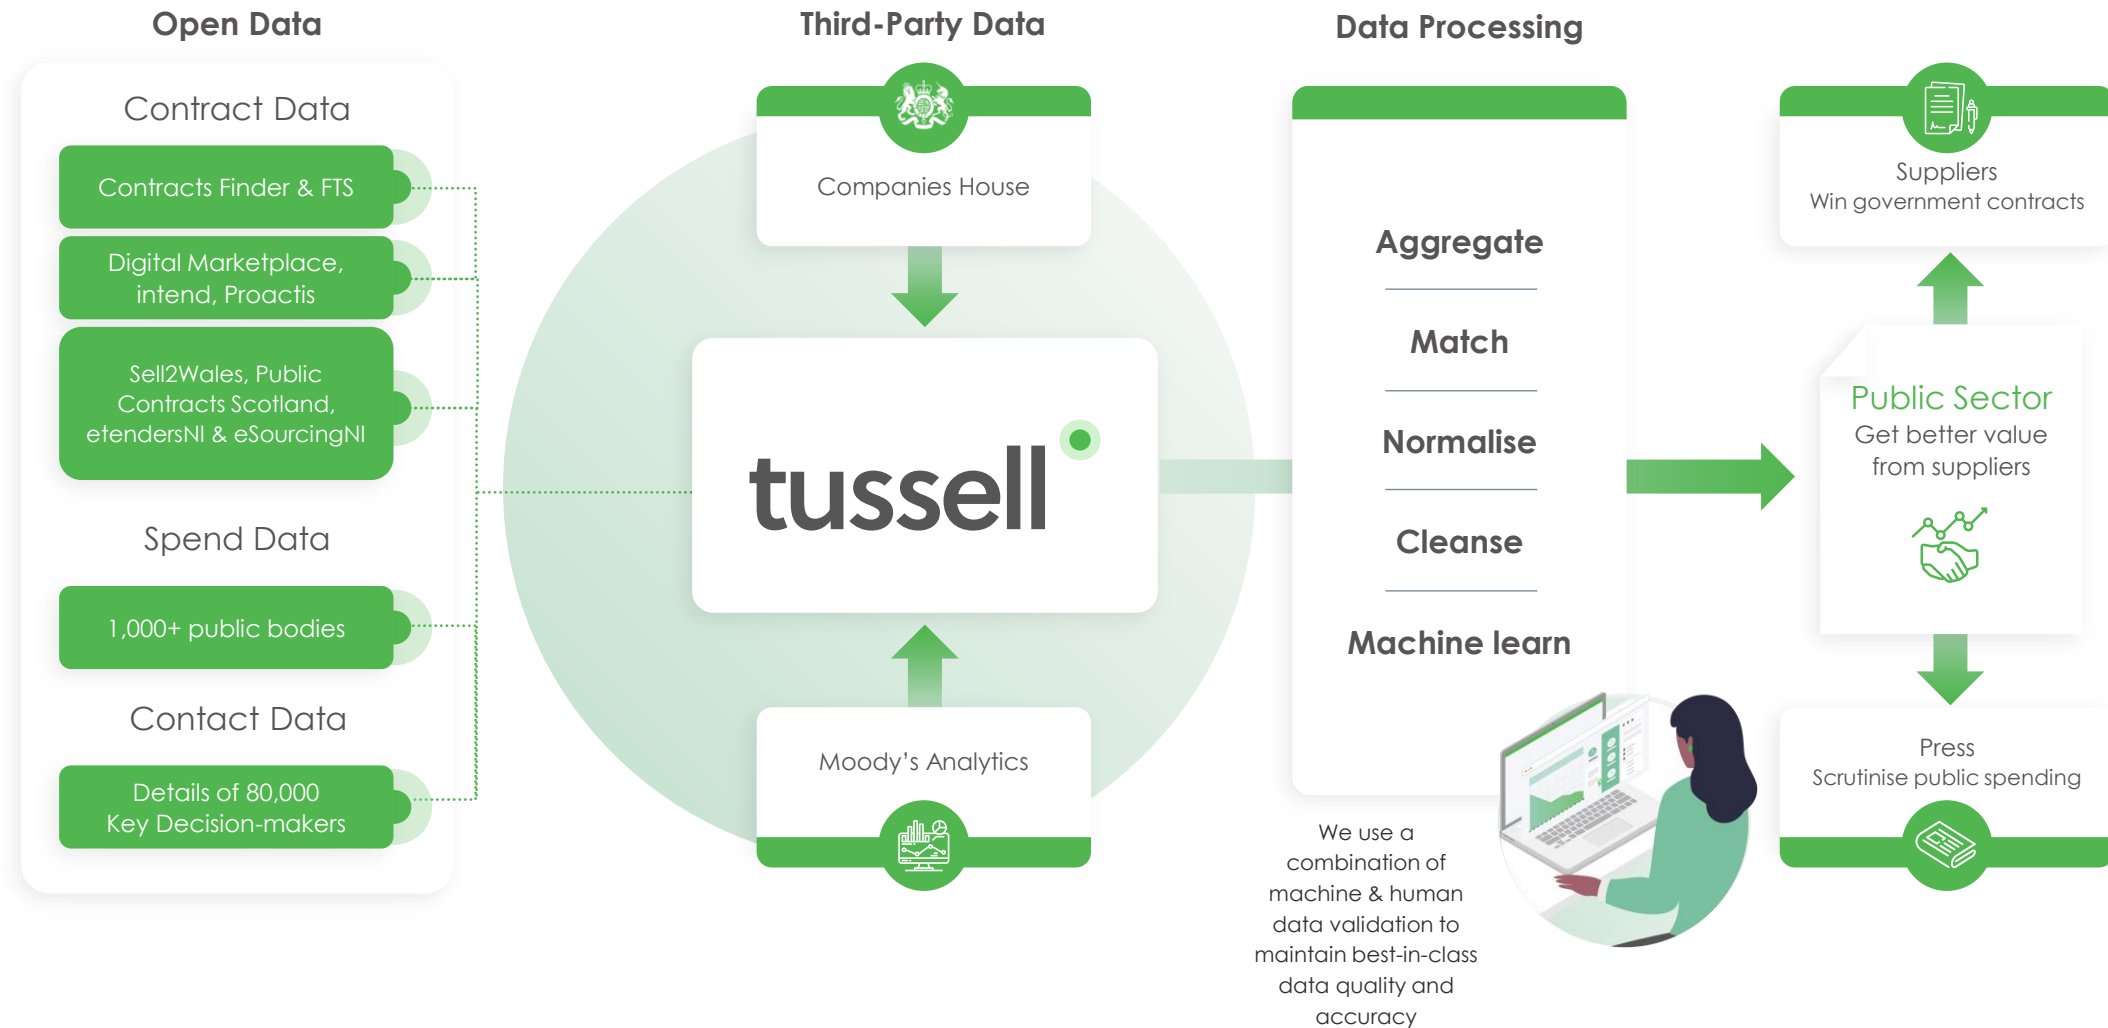 Open Data
Contract Data
Contracts Finder & FTS
Digital Marketplace,
intend, Proactis
Sell2Wales, Public
Contracts Scotland,
etendersNI & eSourcingNI
Spend Data
1,000+ public bodies
Contact Data
Details of 80,000
Key Decision-makers
Third-Party Data
Companies House
tussell
Moody’s Analytics
Data Processing
Aggregate
Match
Normalise
Cleanse
Machine learn
We use a
combination of
machine & human
data validation to
maintain best-in-class
data quality and
accuracy
Suppliers
Win government contracts
Public Sector
Get better value
from suppliers
Press
Scrutinise public spending